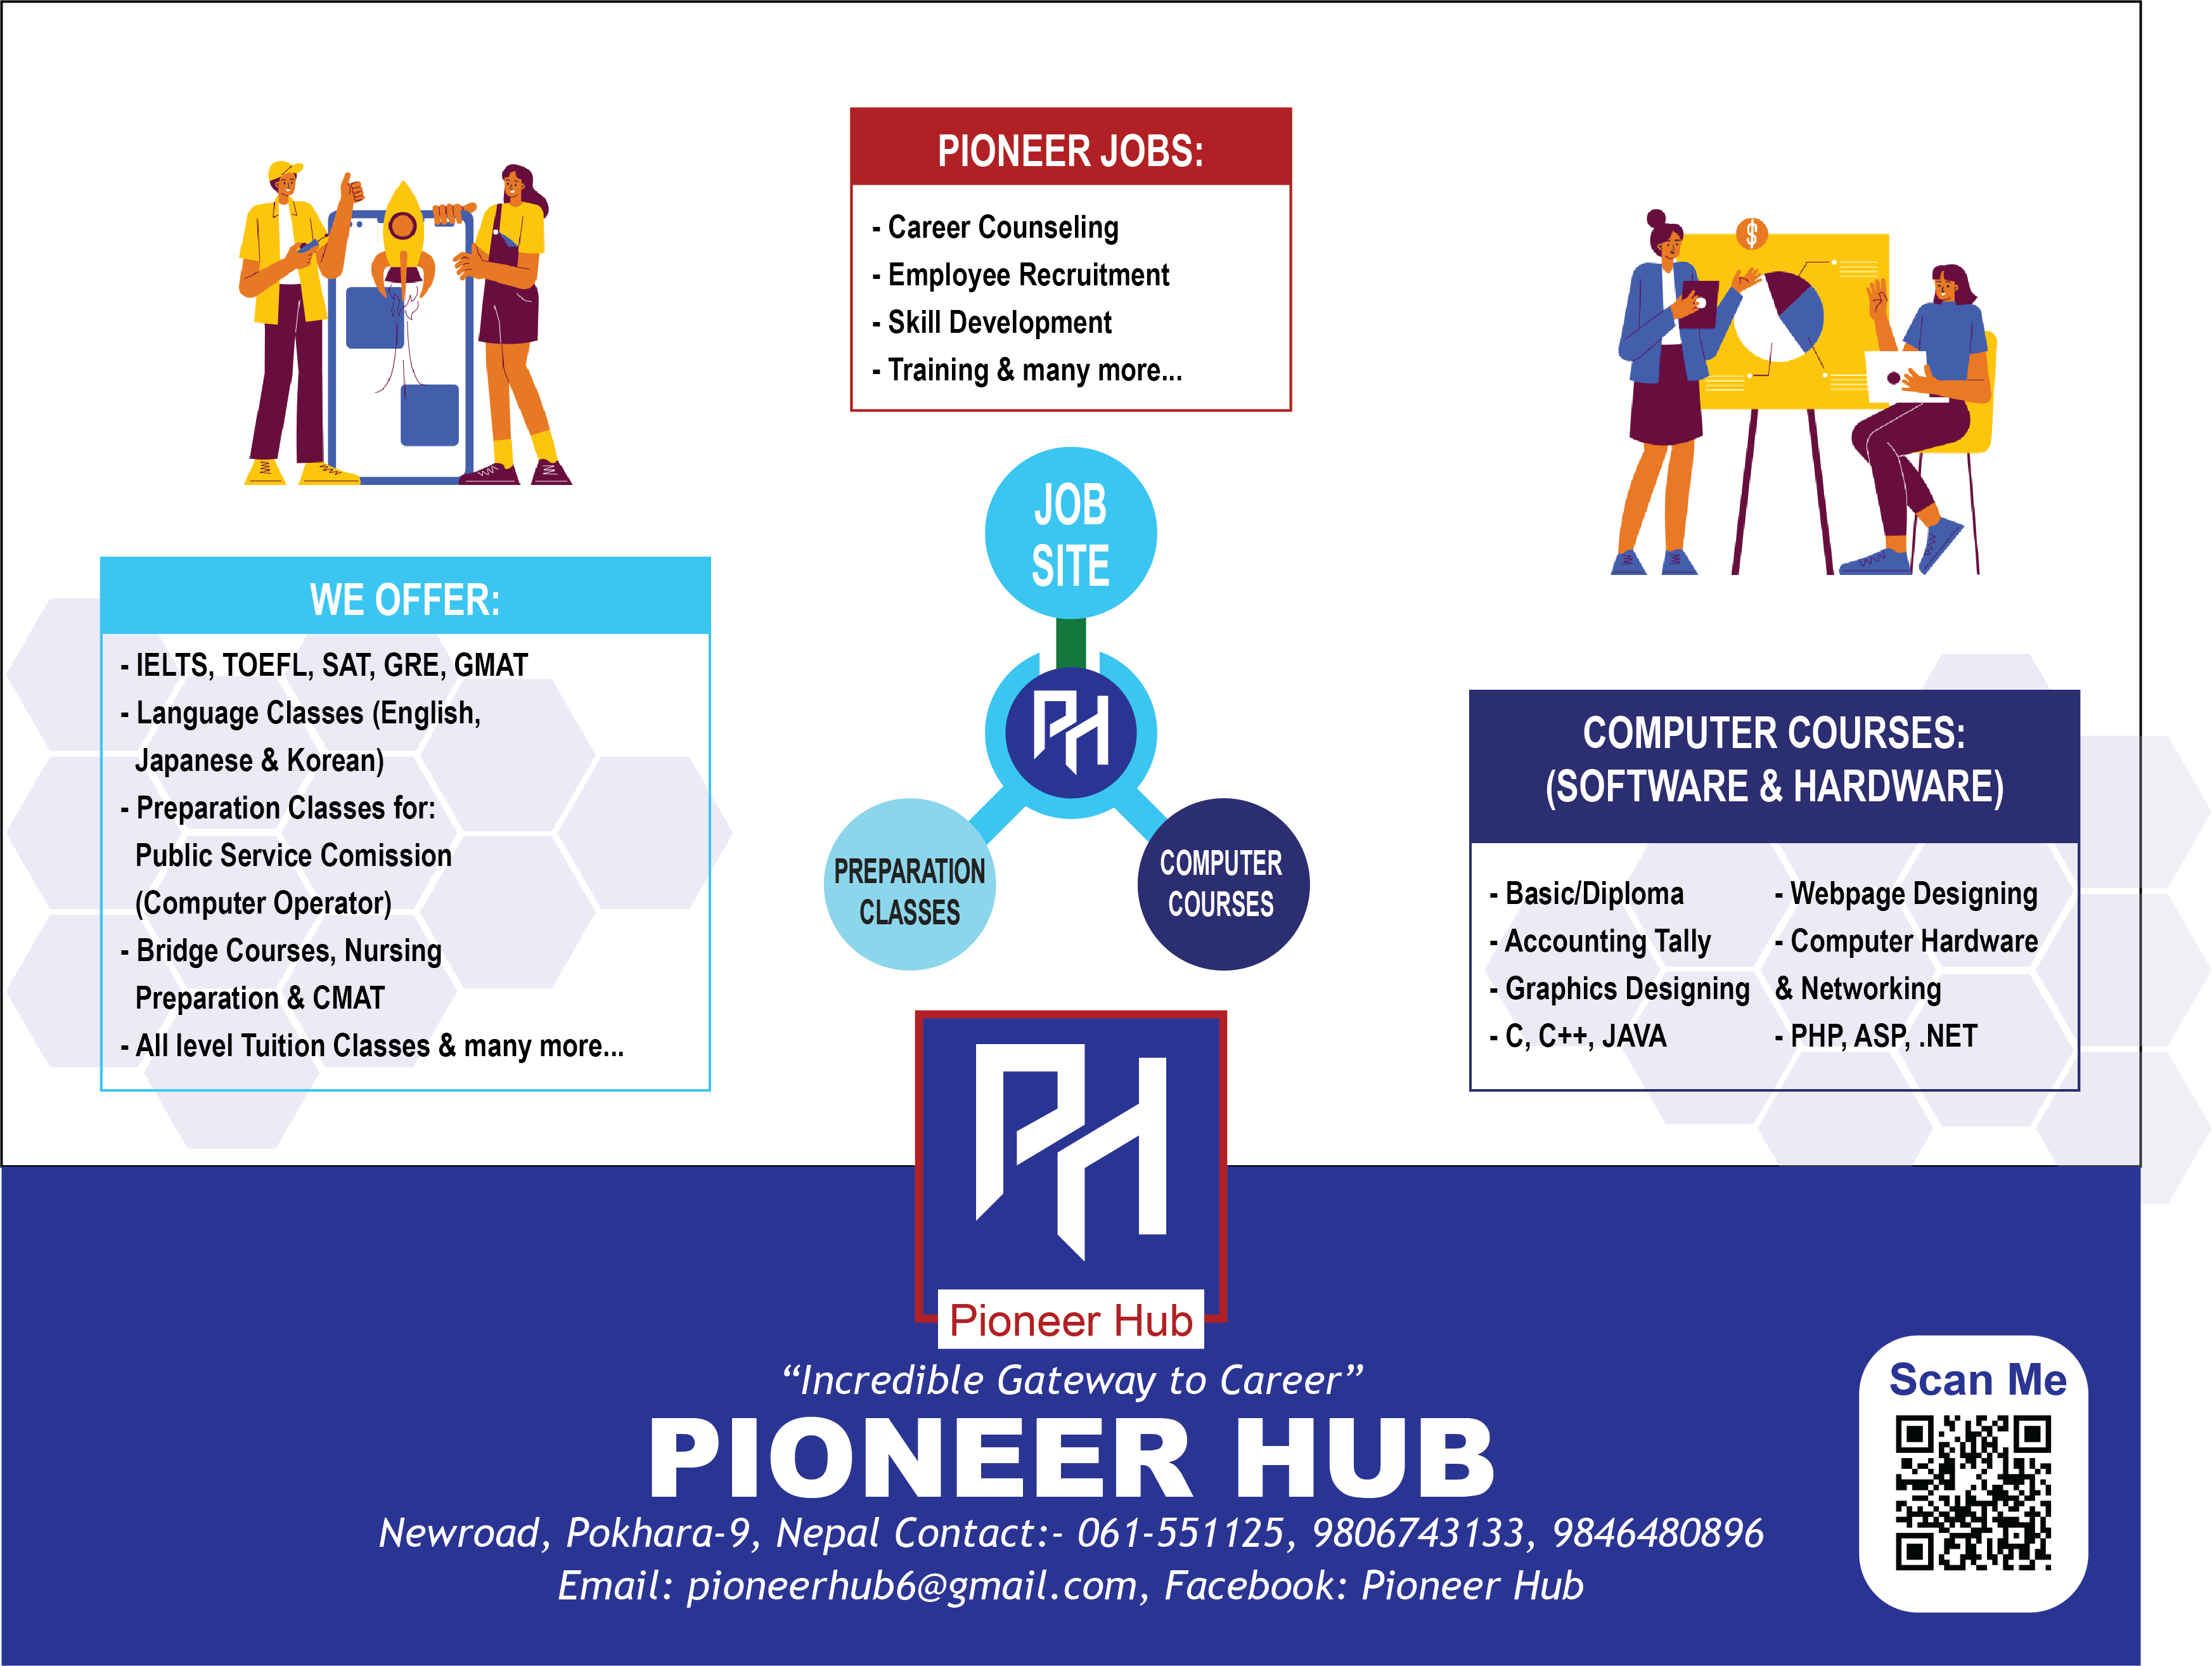 PIONEER JOBS:
- Career Counseling
- Employee Recruitment
- Skill Development
- Training & many more...
$
JOB
SITE
WE OFFER:
- IELTS, TOEFL, SAT, GRE, GMAT
- Language Classes (English,
Japanese & Korean)
- Preparation Classes for:
Public Service Comission
(Computer Operator)
- Bridge Courses, Nursing
Preparation & CMAT
- All level Tuition Classes & many more...
PH
PREPARATION
CLASSES
COMPUTER
COURSES
COMPUTER COURSES:
(SOFTWARE & HARDWARE)
- Basic/Diploma
- Accounting Tally
- Graphics Designing
- C, C++, JAVA
- Webpage Designing
- Computer Hardware
& Networking
- PHP, ASP, .NET
PH
Pioneer Hub
“Incredible Gateway to Career”
PIONEER HUB
Newroad, Pokhara-9, Nepal Contact:- 061-551125, 9806743133, 9846480896
Email: pioneerhub6@gmail.com, Facebook: Pioneer Hub
Scan Me